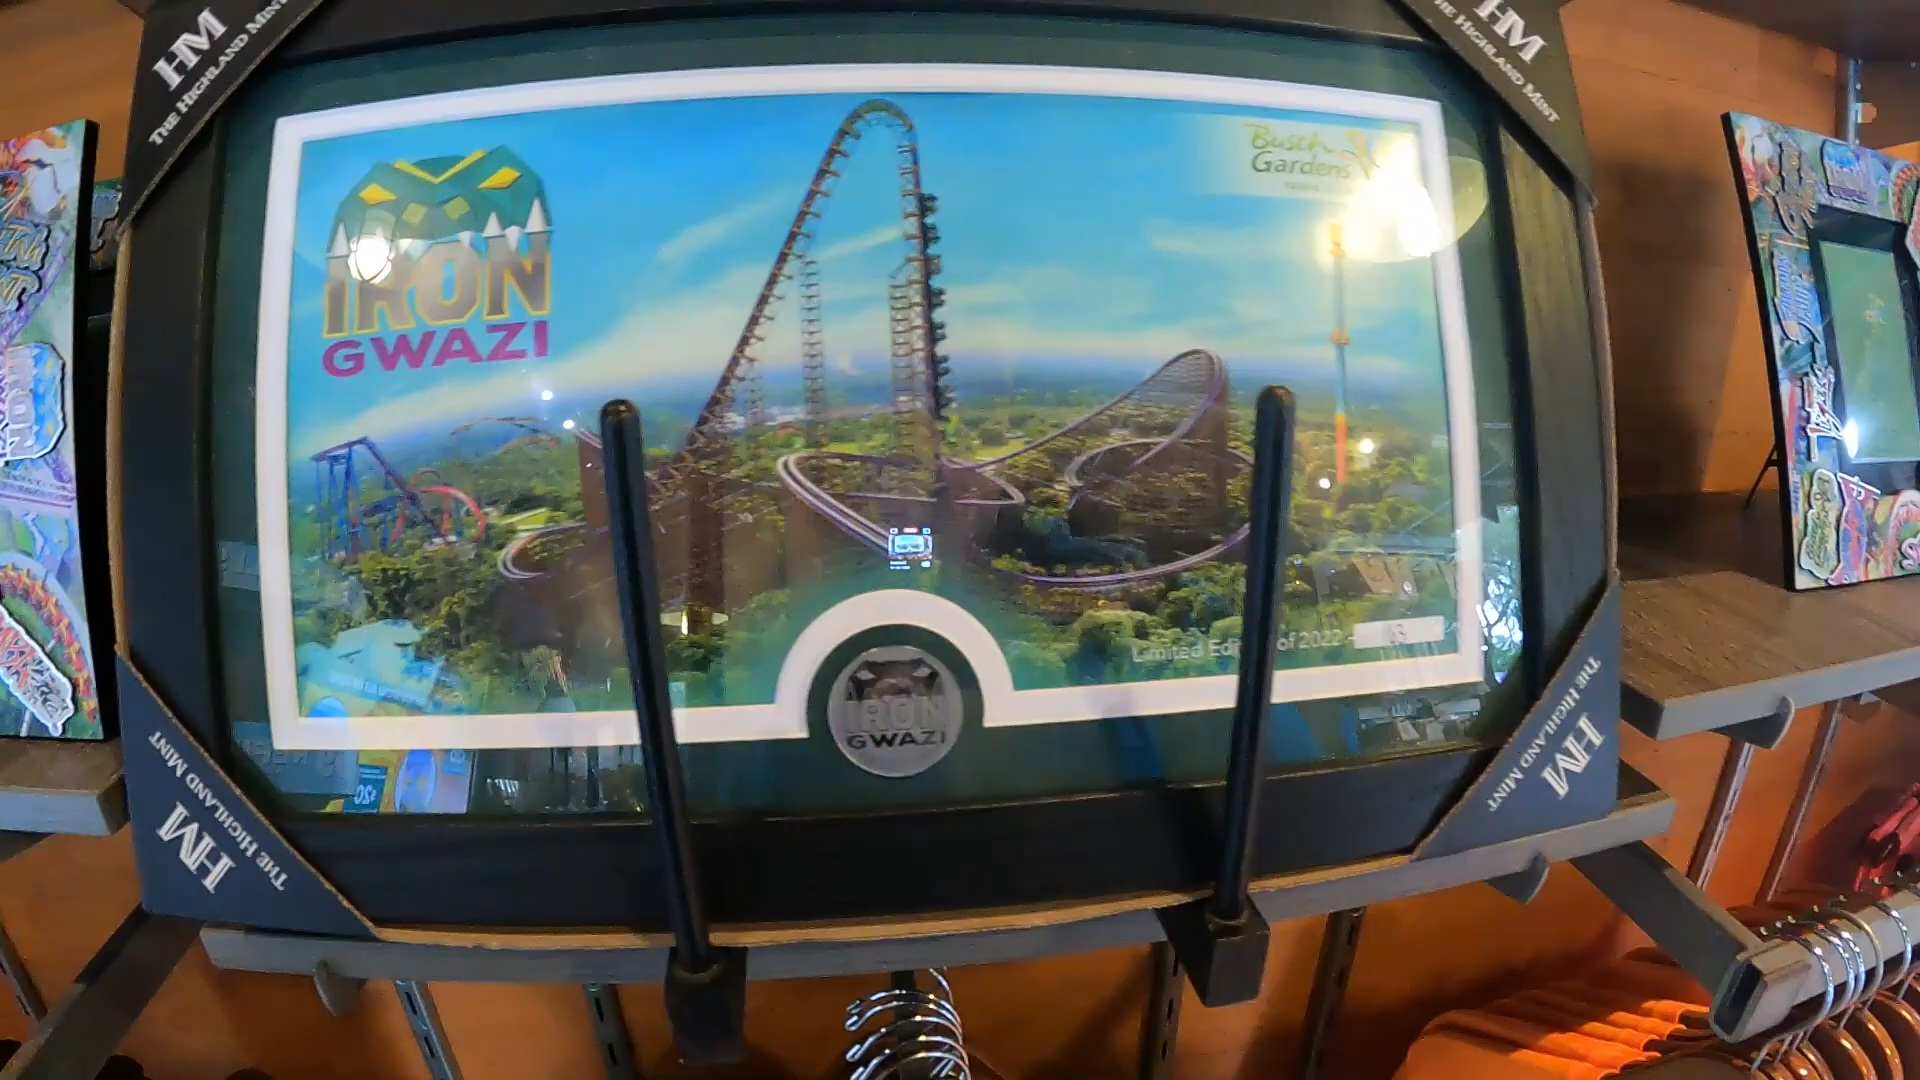 HM
THE HIGHLAND MINT
HM
THE HIGHLAND MINT
Busch
Gardens
IRON
GWAZI
Limited Edi of 2022
IRON
GWAZI
THE HIGHLAND MINT
HM
THE HIGHLAND MINT
HM